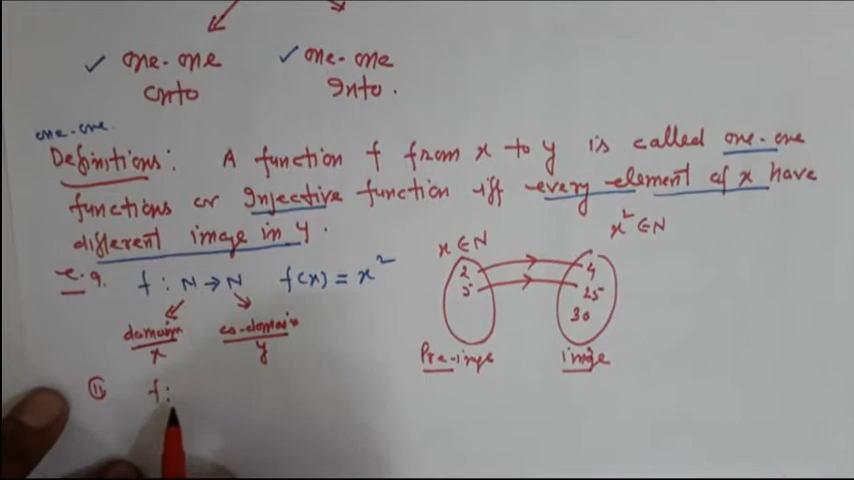 ✓ one-one ✓ one-one
onto Into.
one-one.
Definitions: A function f from x to y is called one-one
functions or Injective function iff every element of x have
different image in y.
x ∈ N x² ∈ N
e.g. f : N → N f(x) = x²
2 4
5 25
30
domain co-domain
x y
Pre-imge image
(ii) f: